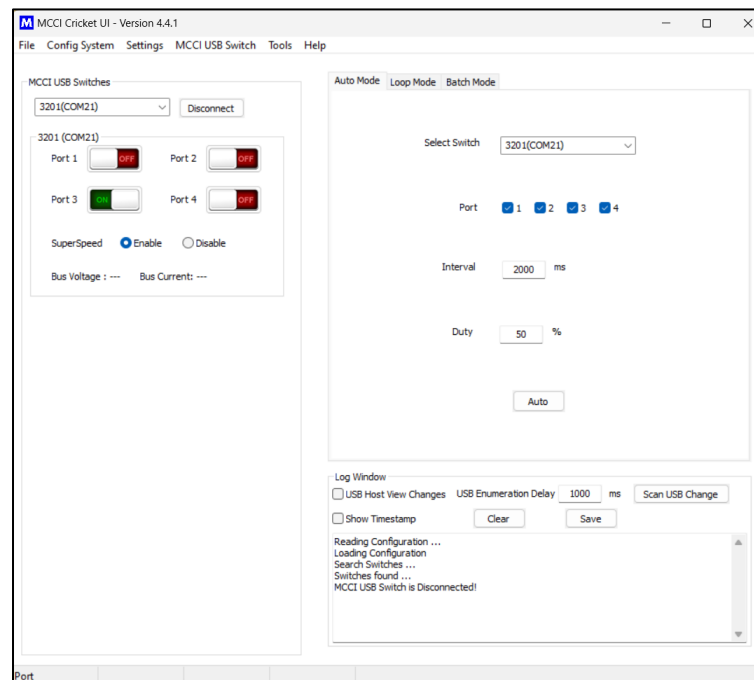 M MCCI Cricket UI - Version 4.4.1
File Config System Settings MCCI USB Switch Tools Help
MCCI USB Switches
3201(COM21) Disconnect
3201 (COM21)
Port 1 OFF Port 2 OFF
Port 3 ON Port 4 OFF
SuperSpeed Enable Disable
Bus Voltage : --- Bus Current: ---
Auto Mode Loop Mode Batch Mode
Select Switch 3201(COM21)
Port 1 2 3 4
Interval 2000 ms
Duty 50 %
Auto
Log Window
USB Host View Changes USB Enumeration Delay 1000 ms Scan USB Change
Show Timestamp Clear Save
Reading Configuration ...
Loading Configuration
Search Switches ...
Switches found ...
MCCI USB Switch is Disconnected!
Port